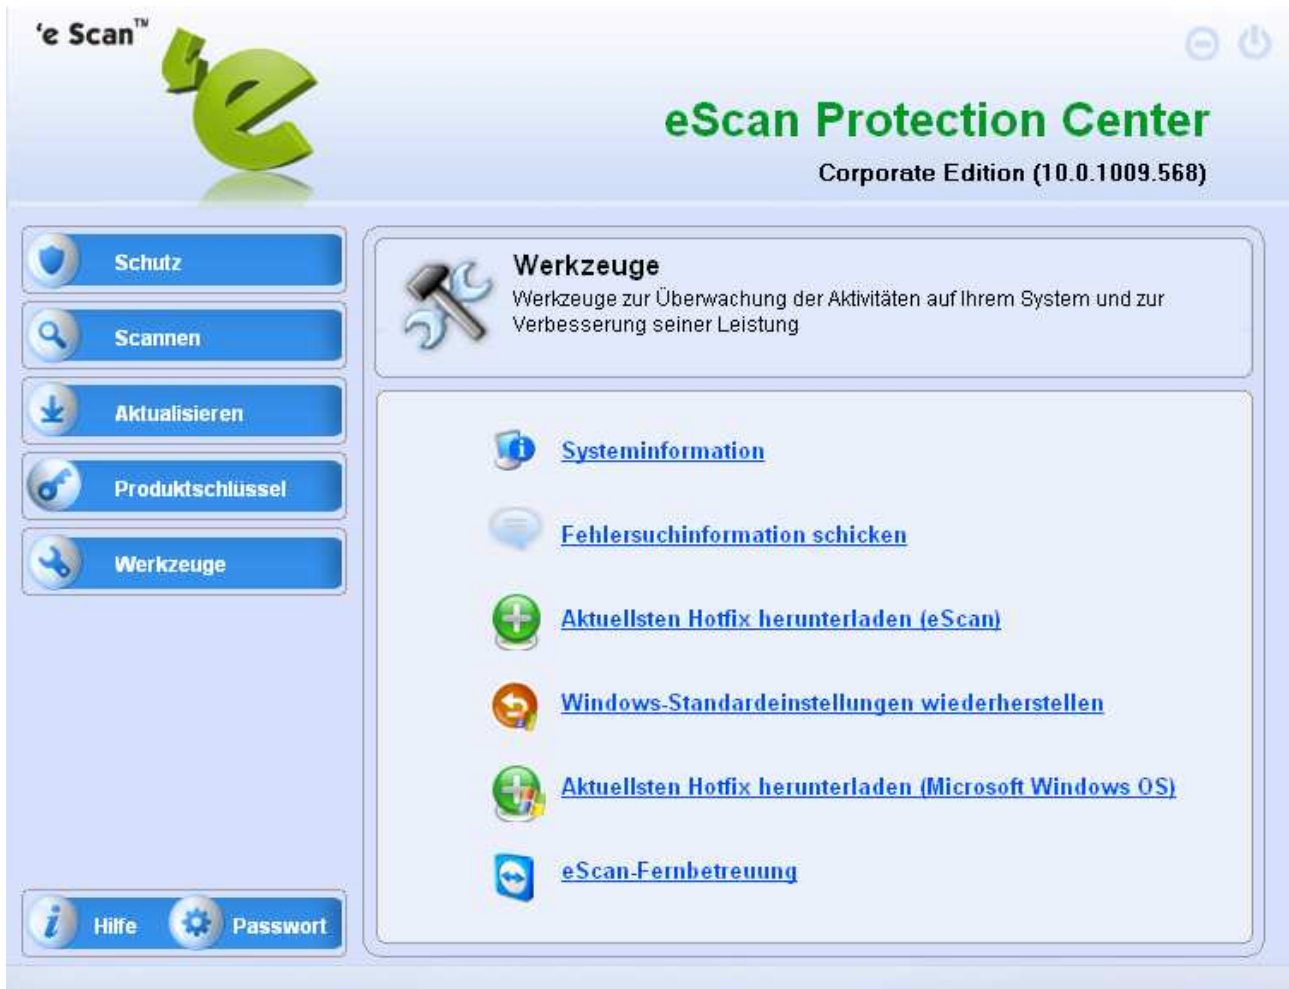 ‘e Scan™
eScan Protection Center
Corporate Edition (10.0.1009.568)
Schutz
Scannen
Aktualisieren
Produktschlüssel
Werkzeuge
Werkzeuge
Werkzeuge zur Überwachung der Aktivitäten auf Ihrem System und zur
Verbesserung seiner Leistung
Systeminformation
Fehlersuchinformation schicken
Aktuellsten Hotfix herunterladen (eScan)
Windows-Standardeinstellungen wiederherstellen
Aktuellsten Hotfix herunterladen (Microsoft Windows OS)
eScan-Fernbetreuung
Hilfe Passwort